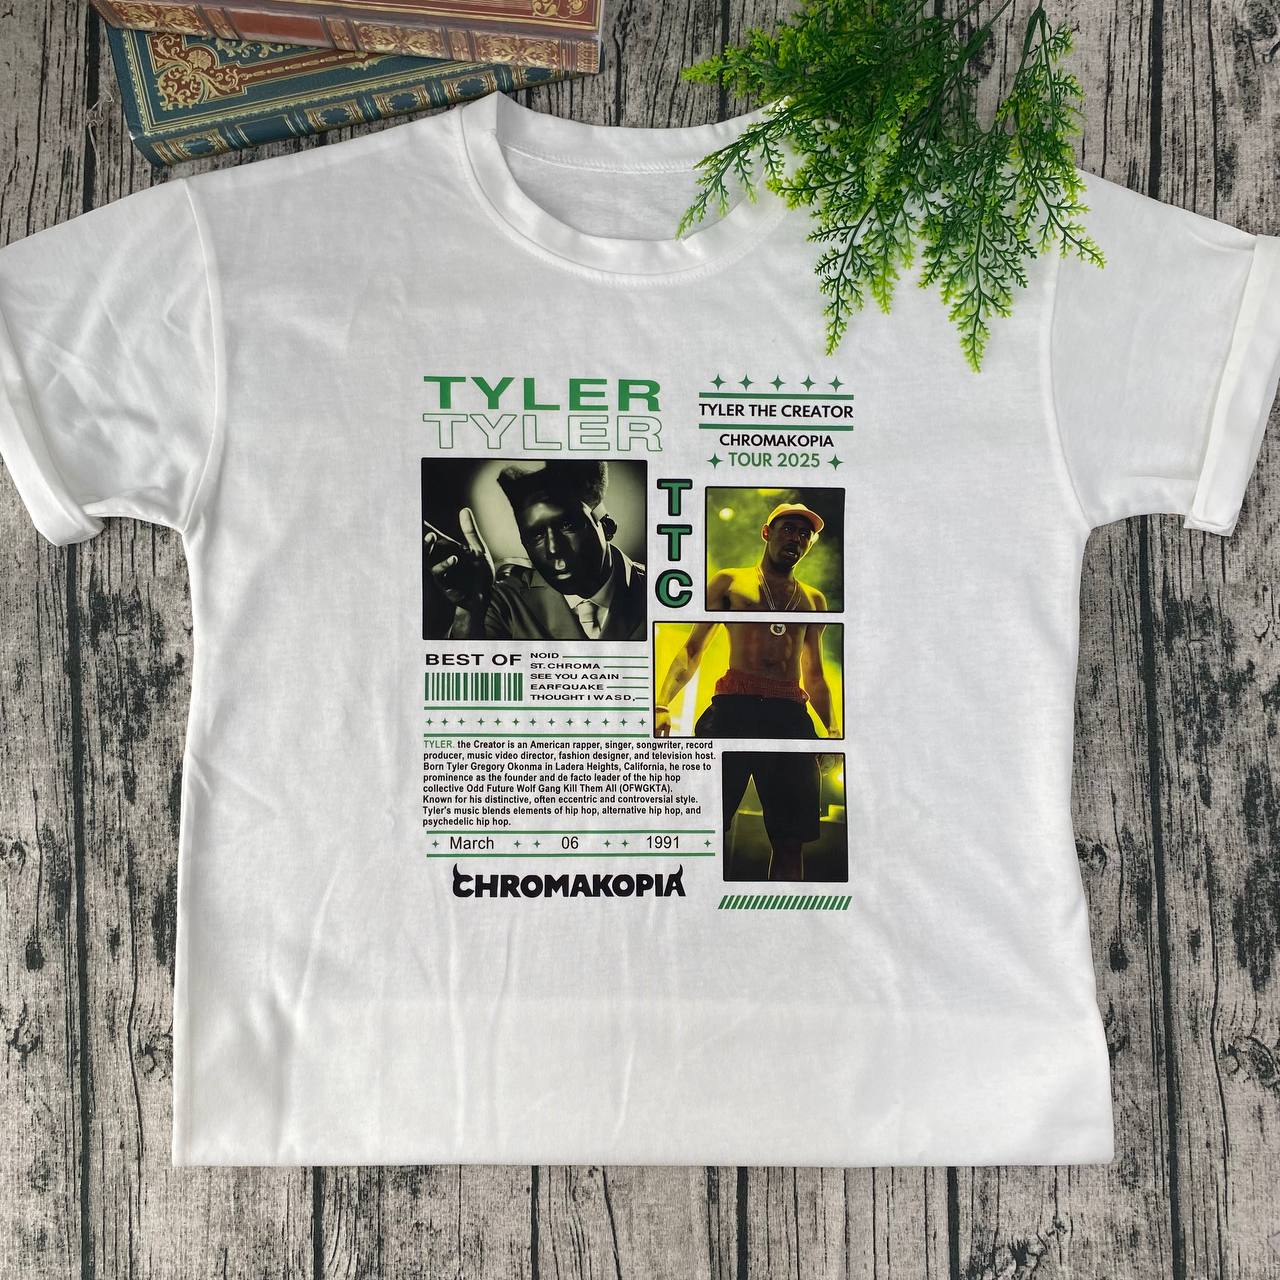 TYLER
TYLER
TYLER THE CREATOR
CHROMAKOPIA
TOUR 2025
T
T
C
BEST OF
NOID
ST. CHROMA
SEE YOU AGAIN
EARFQUAKE
THOUGHT I WAS D,
TYLER. the Creator is an American rapper, singer, songwriter, record
producer, music video director, fashion designer, and television host.
Born Tyler Gregory Okonma in Ladera Heights, California, he rose to
prominence as the founder and de facto leader of the hip hop
collective Odd Future Wolf Gang Kill Them All (OFWGKTA).
Known for his distinctive, often eccentric and controversial style.
Tyler's music blends elements of hip hop, alternative hip hop, and
psychedelic hip hop.
March 06 1991
CHROMAKOPIA